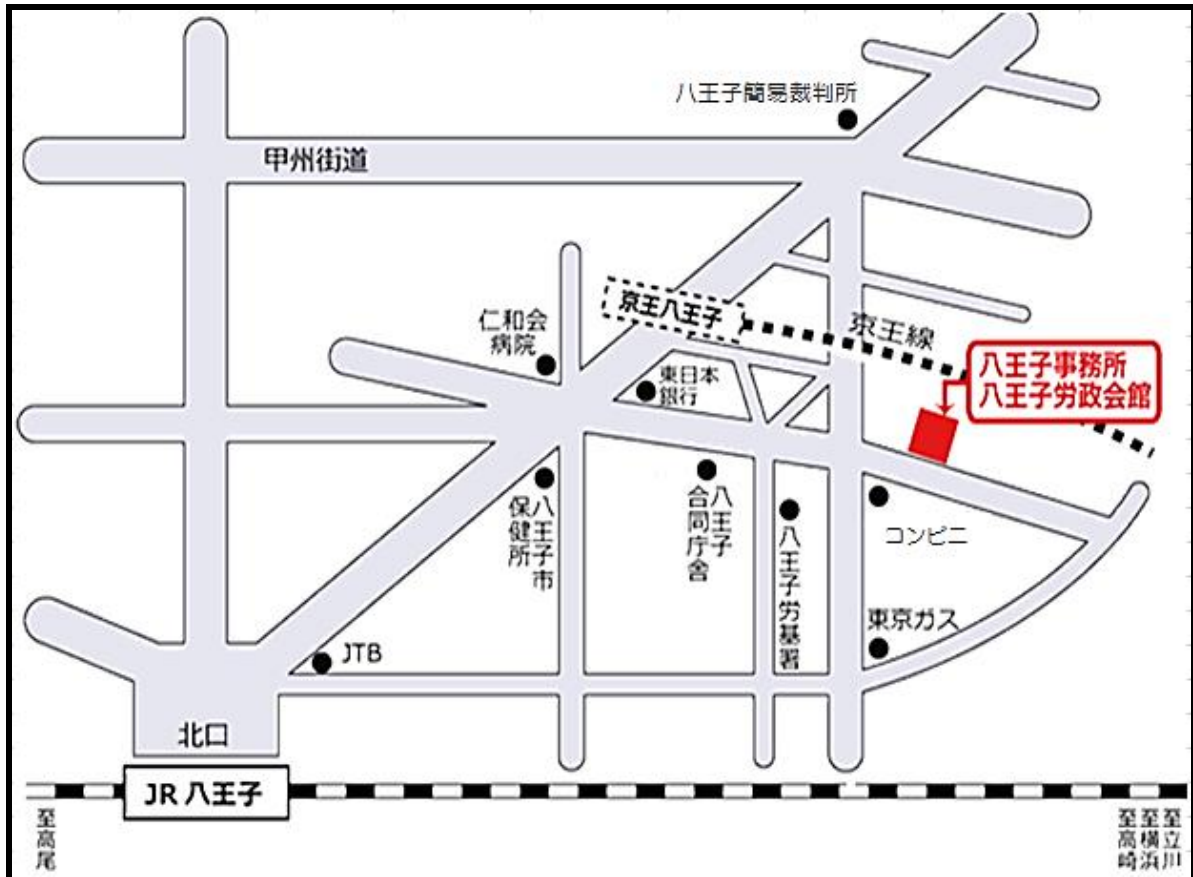 八王子簡易裁判所
甲州街道
京王八王子
京王線
仁和会
病院
東日本
銀行
八王子事務所
八王子労政会館
八王子市
保健所
八王子
合同庁舎
八王子労基署
コンビニ
東京ガス
JTB
北口
JR 八王子
至高尾
至立川
至横浜
至高崎